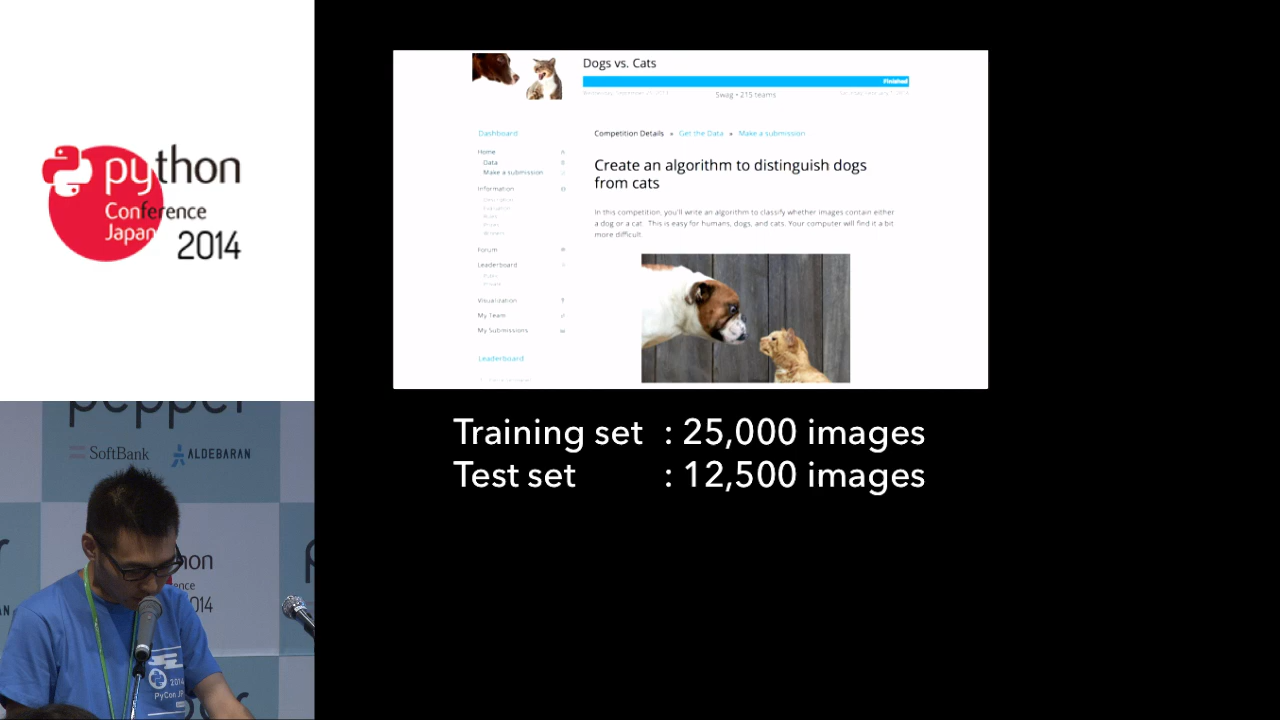 python
Conference
Japan
2014
pepper
SoftBank
ALDEBARAN
2014
PyCon JP
Dogs vs. Cats
Finished
Swag • 215 teams
Dashboard
Home
Data
Make a submission
Information
Forum
Leaderboard
Visualization
My Team
My Submissions
Leaderboard
Competition Details • Get the Data • Make a submission
Create an algorithm to distinguish dogs
from cats
In this competition, you'll write an algorithm to classify whether images contain either
a dog or a cat. This is easy for humans, dogs, and cats. Your computer will find it a bit
more difficult.
Training set : 25,000 images
Test set : 12,500 images